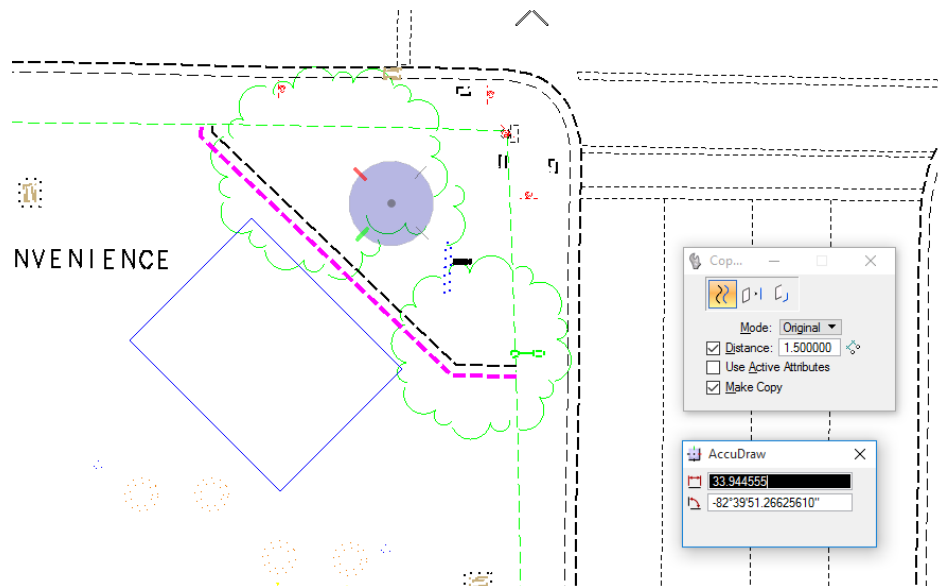 NVENIENCE
Cop...
Mode: Original
Distance: 1.500000
Use Active Attributes
Make Copy
AccuDraw
33.944555
-82°39'51.26625610"